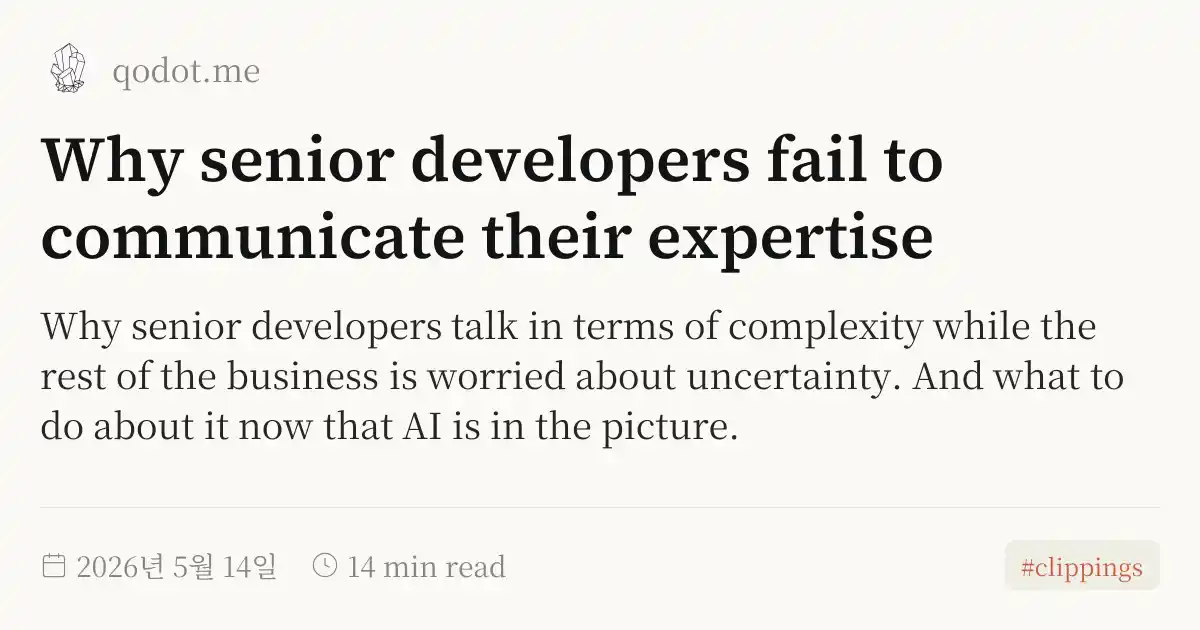 qodot.me
Why senior developers fail to
communicate their expertise
Why senior developers talk in terms of complexity while the
rest of the business is worried about uncertainty. And what to
do about it now that AI is in the picture.
2026년 5월 14일 14 min read #clippings